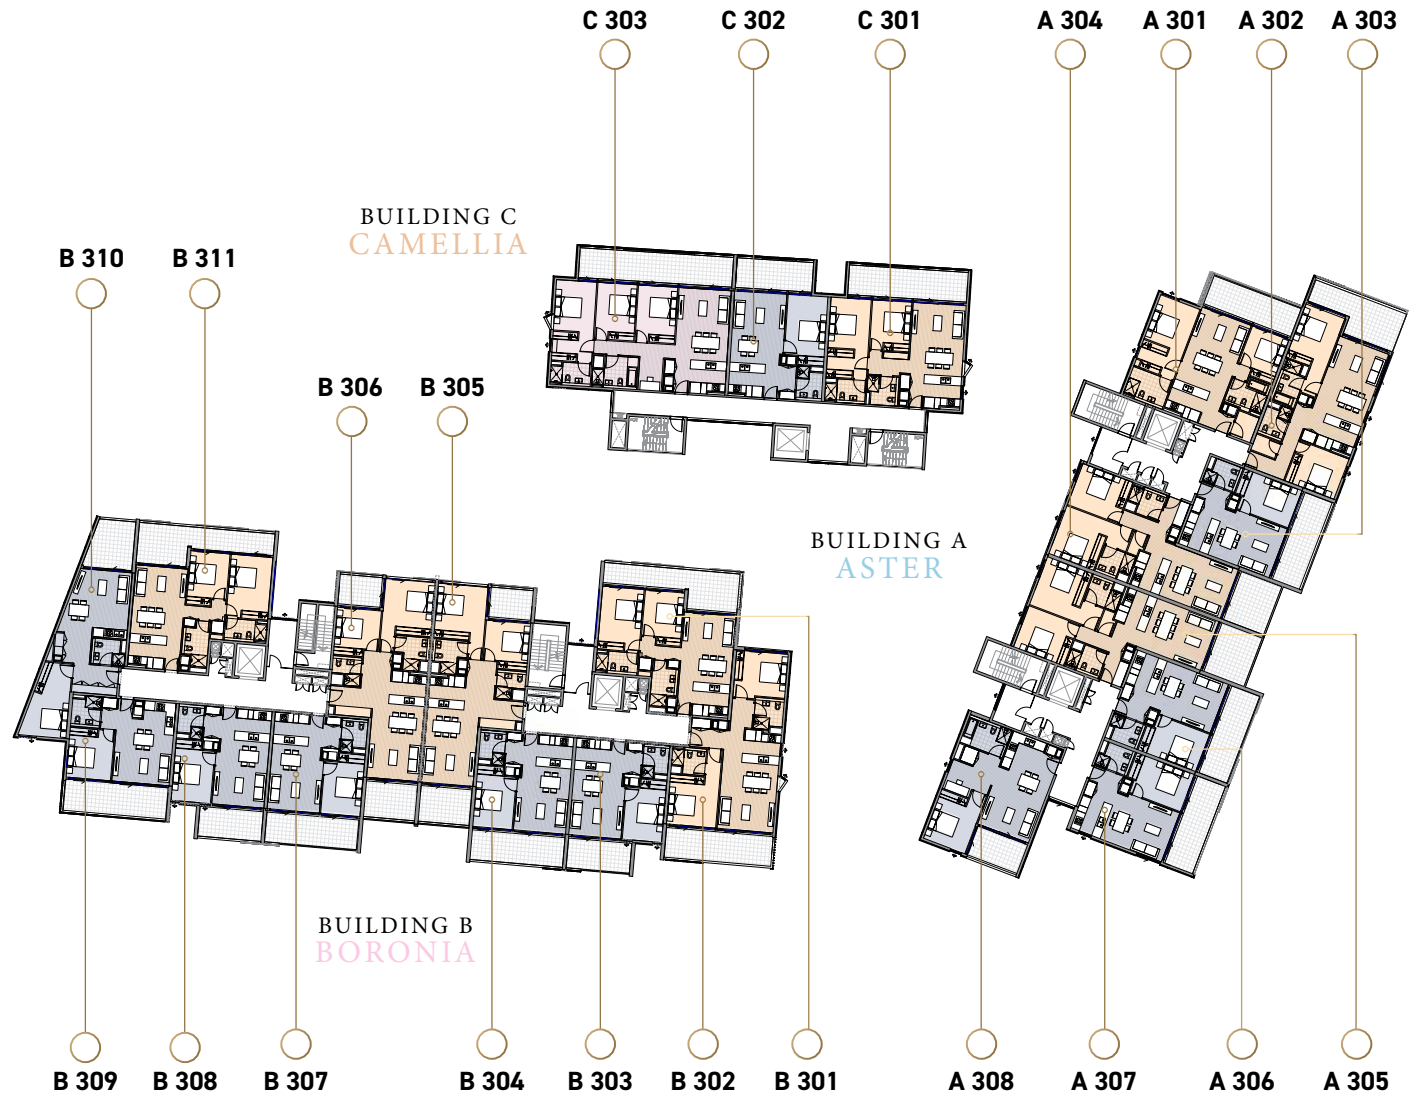 C 303
C 302
C 301
A 304
A 301
A 302
A 303
BUILDING C
CAMELLIA
B 310
B 311
B 306
B 305
BUILDING A
ASTER
BUILDING B
BORONIA
B 309
B 308
B 307
B 304
B 303
B 302
B 301
A 308
A 307
A 306
A 305